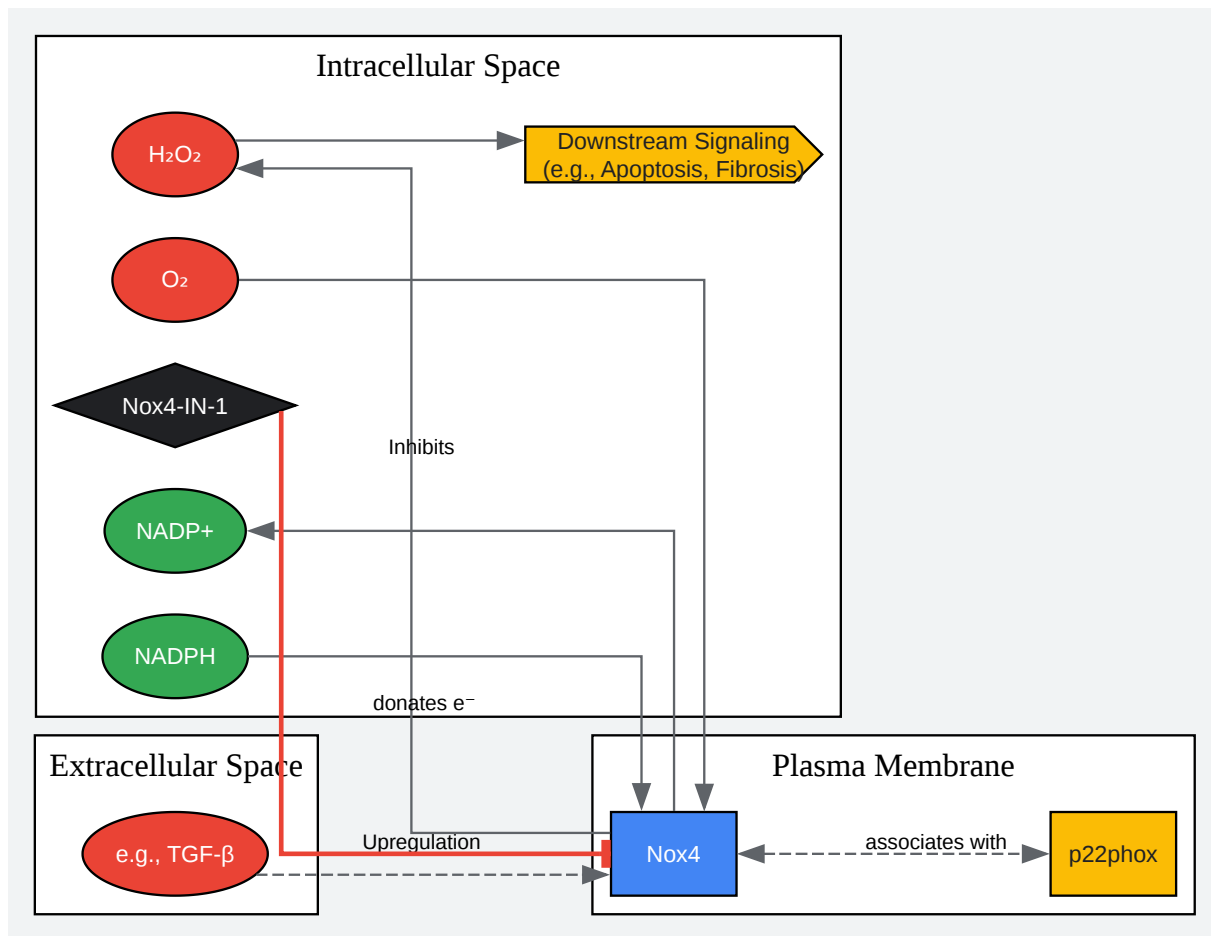 Intracellular Space
H₂O₂
Downstream Signaling
(e.g., Apoptosis, Fibrosis)
O₂
Nox4-IN-1
Inhibits
NADP+
NADPH
donates e⁻
Extracellular Space
Plasma Membrane
e.g., TGF-β
Upregulation
Nox4
associates with
p22phox